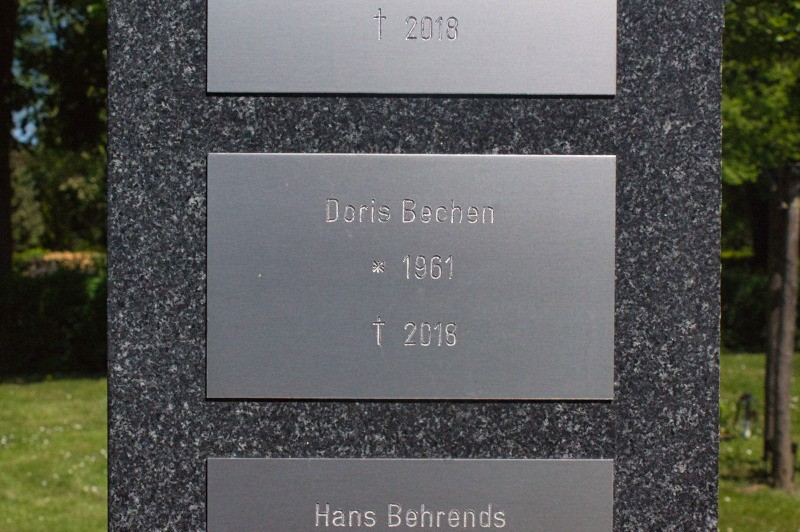 † 2018
Doris Bechen
* 1961
† 2018
Hans Behrends